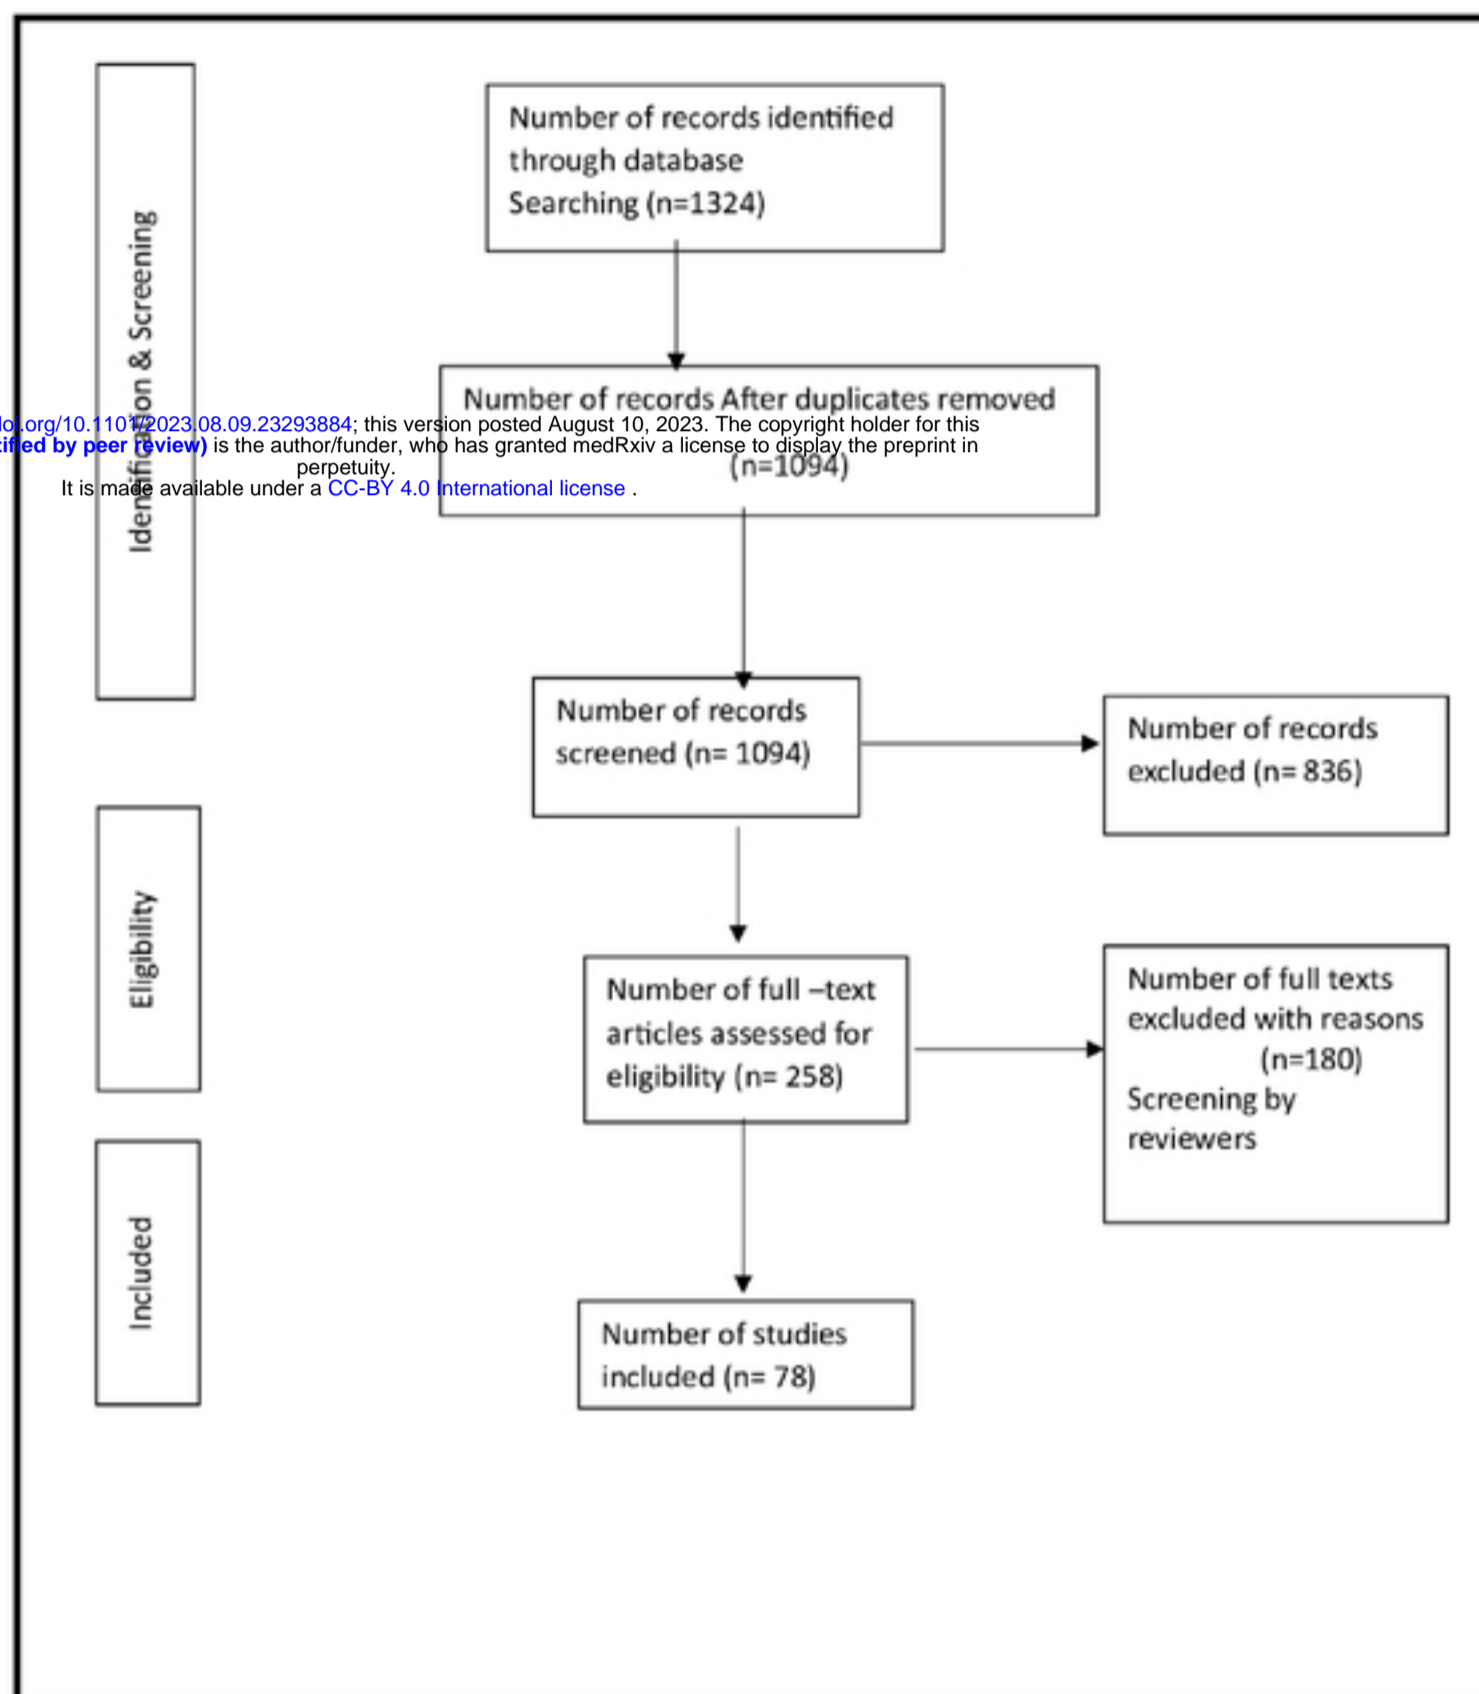 Identification & Screening
Number of records identified
through database
Searching (n=1324)
Number of records After duplicates removed
(n=1094)
doi.org/10.1101/2023.08.09.23293884; this version posted August 10, 2023. The copyright holder for this
tified by peer review) is the author/funder, who has granted medRxiv a license to display the preprint in
perpetuity.
It is made available under a CC-BY 4.0 International license .
Number of records
screened (n= 1094)
Number of records
excluded (n= 836)
Eligibility
Number of full –text
articles assessed for
eligibility (n= 258)
Number of full texts
excluded with reasons
(n=180)
Screening by
reviewers
Included
Number of studies
included (n= 78)